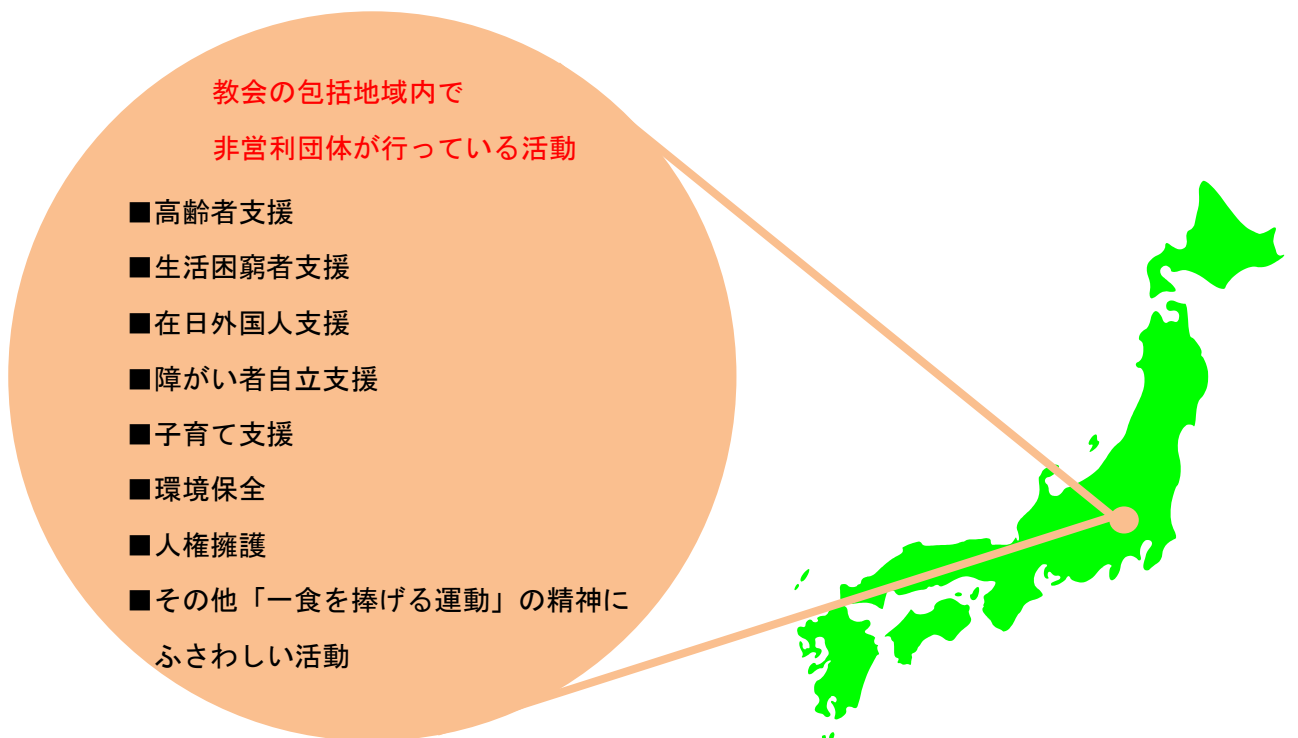 教会の包括地域内で
非営利団体が行っている活動
■高齢者支援
■生活困窮者支援
■在日外国人支援
■障がい者自立支援
■子育て支援
■環境保全
■人権擁護
■その他「一食を捧げる運動」の精神に
ふさわしい活動